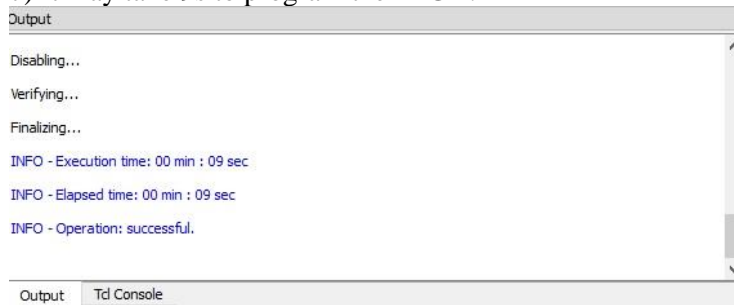 Output
Disabling...
Verifying...
Finalizing...
INFO - Execution time: 00 min : 09 sec
INFO - Elapsed time: 00 min : 09 sec
INFO - Operation: successful.
Output Tcl Console